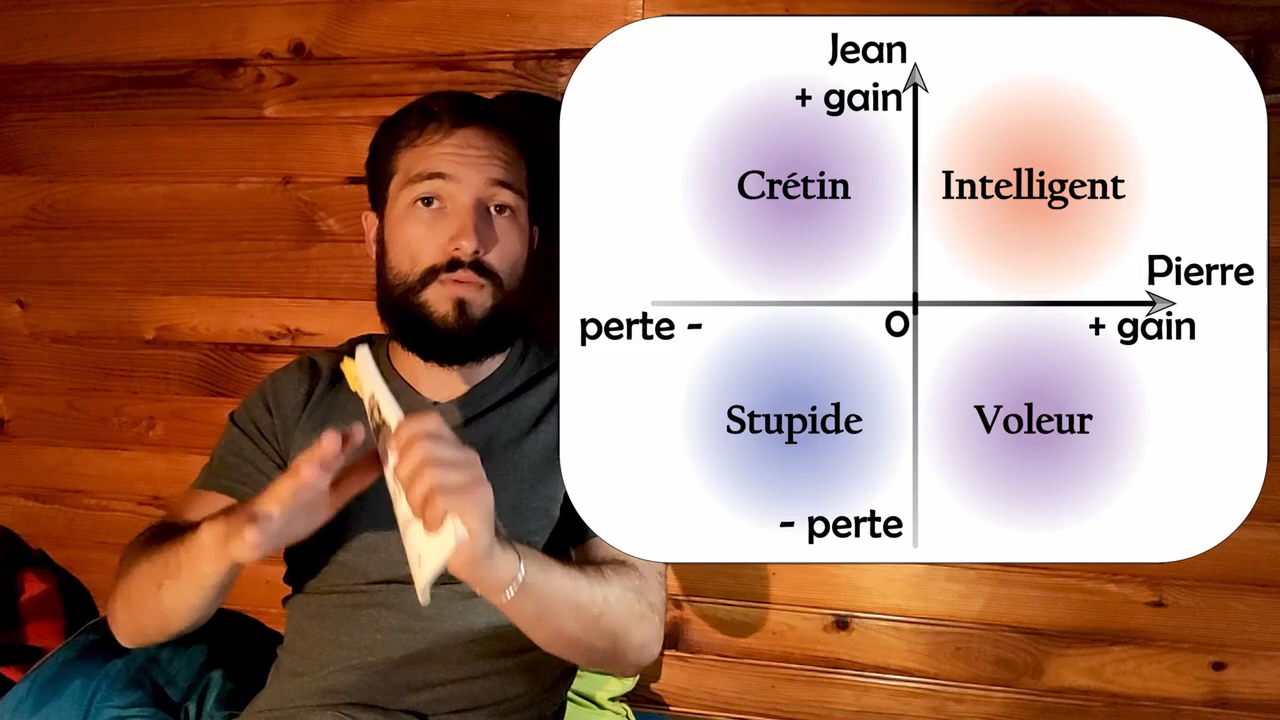 Jean
+ gain
Crétin
Intelligent
Pierre
perte -
0
+ gain
Stupide
Voleur
- perte